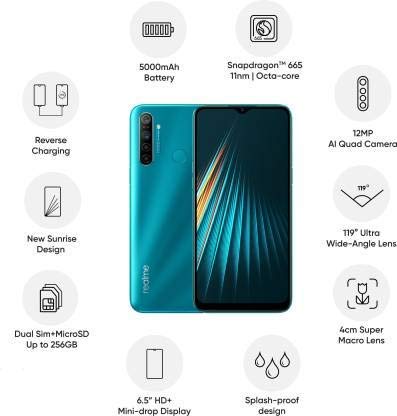 5000mAh
Battery
665
Snapdragon™ 665
11nm | Octa-core
Reverse
Charging
12MP
AI Quad Camera
New Sunrise
Design
119°
119° Ultra
Wide-Angle Lens
realme
Dual Sim+MicroSD
Up to 256GB
4cm Super
Macro Lens
6.5” HD+
Mini-drop Display
Splash-proof
design